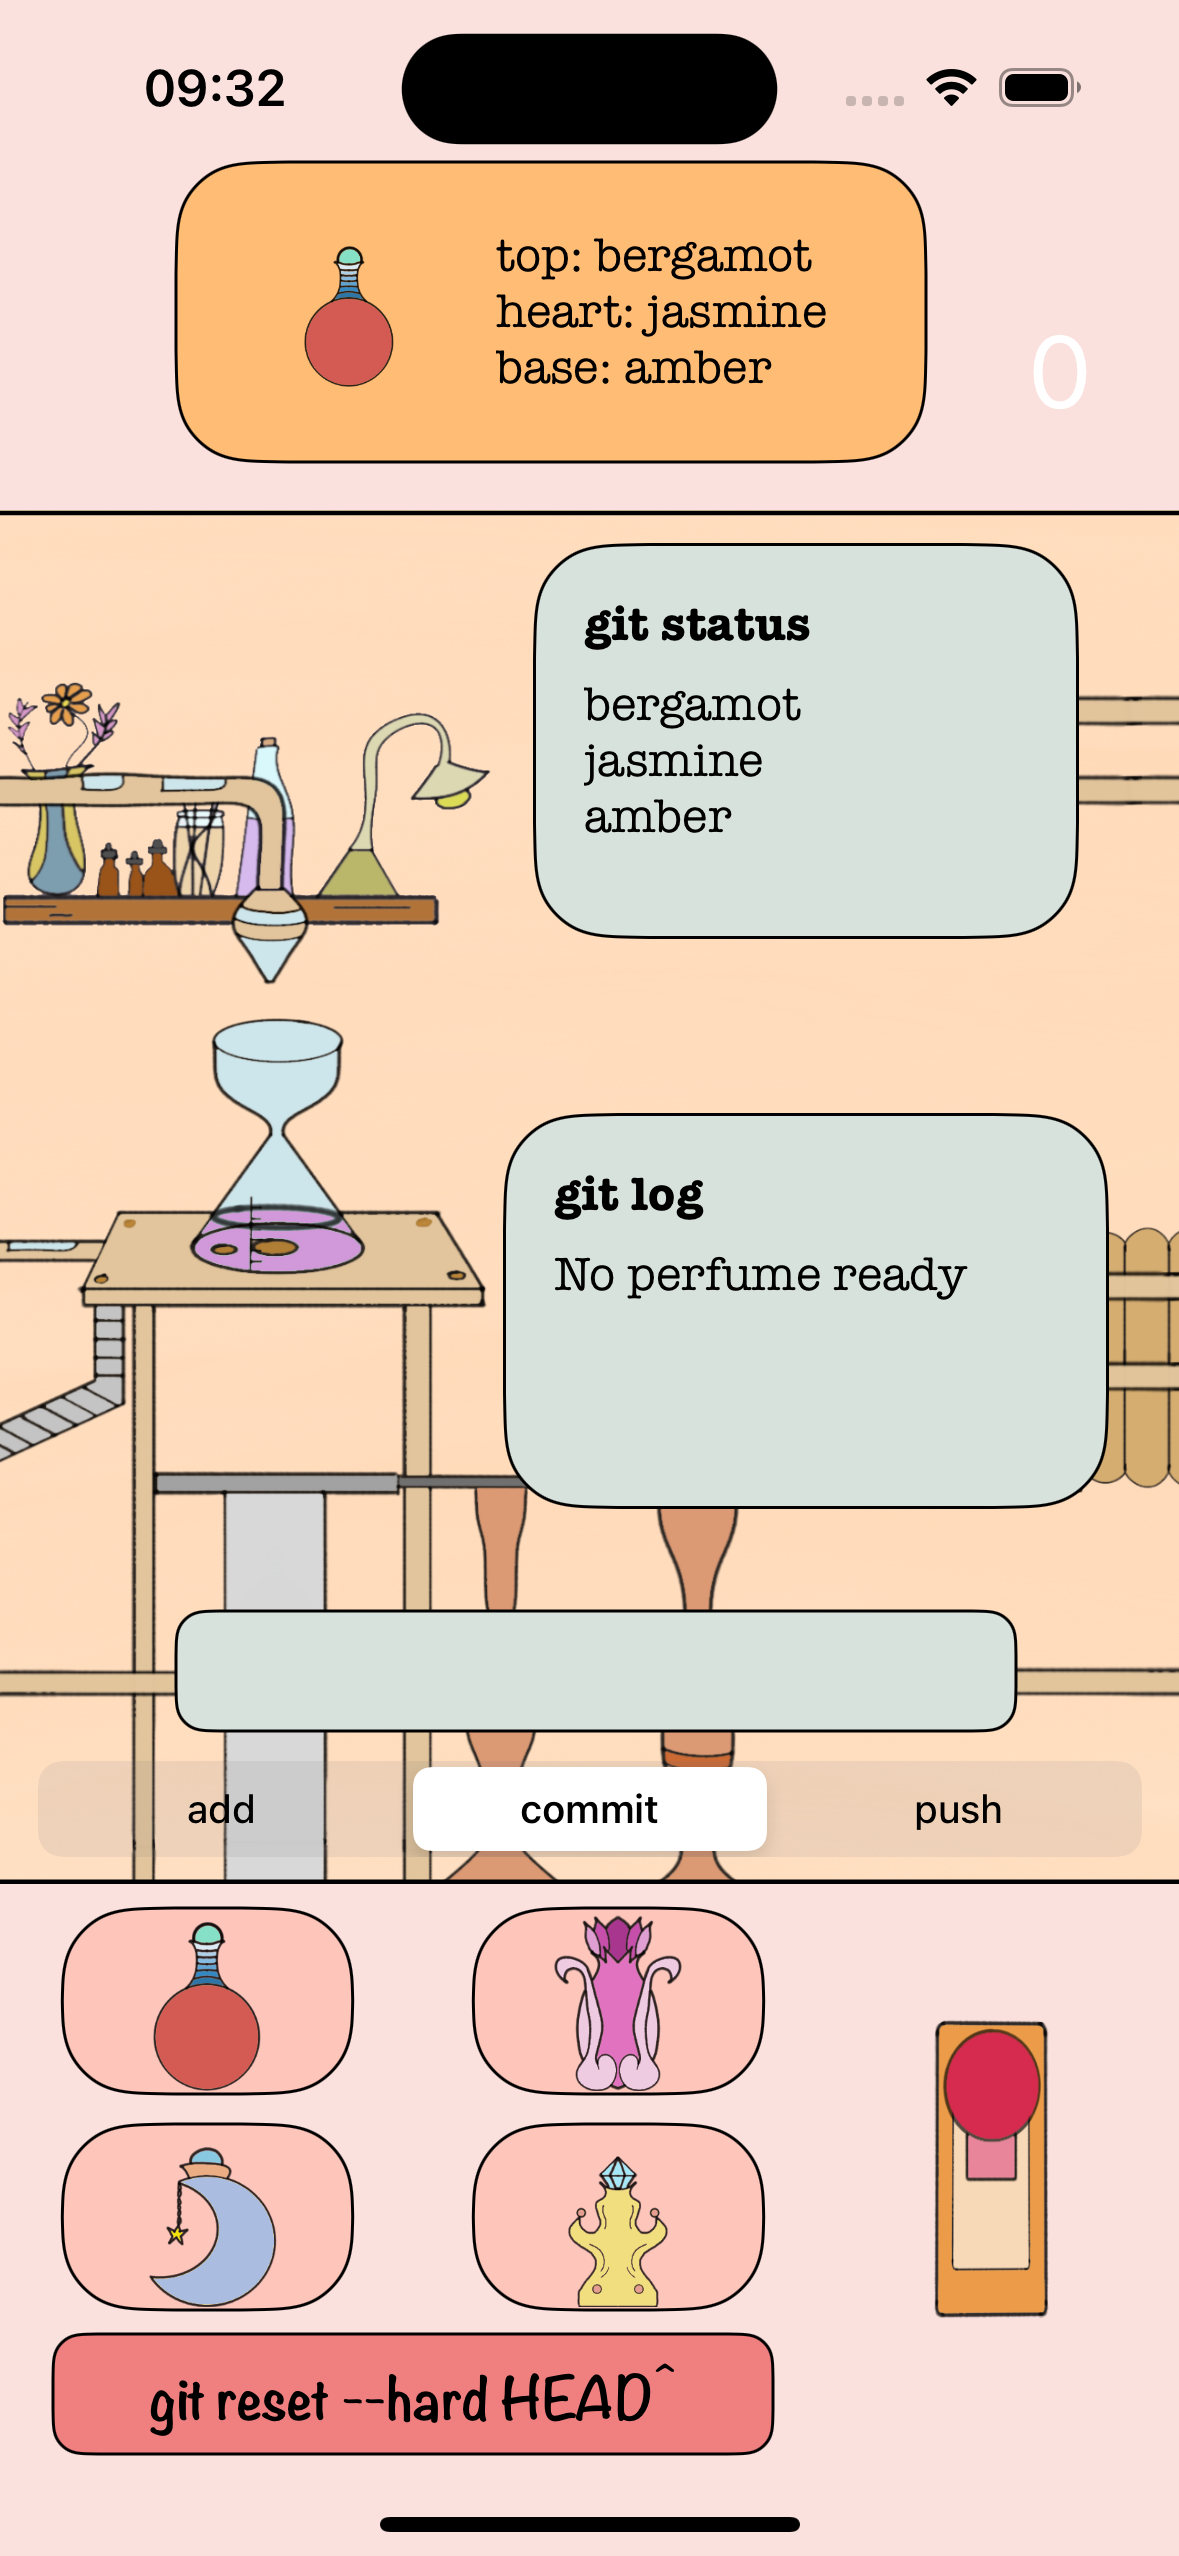 09:32
top: bergamot
heart: jasmine
base: amber
0
git status
bergamot
jasmine
amber
git log
No perfume ready
add
commit
push
git reset --hard HEAD^